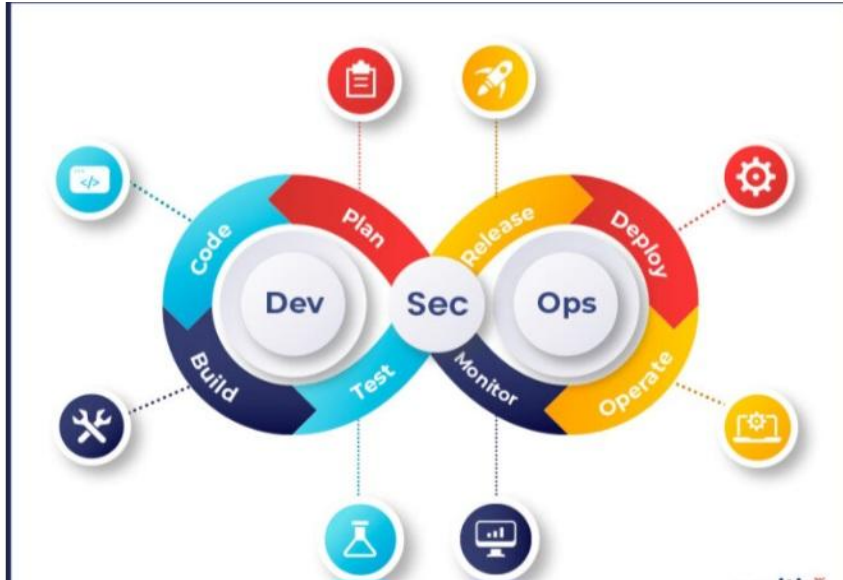 Plan
Code
Build
Test
Release
Deploy
Operate
Monitor
Dev
Sec
Ops
</>